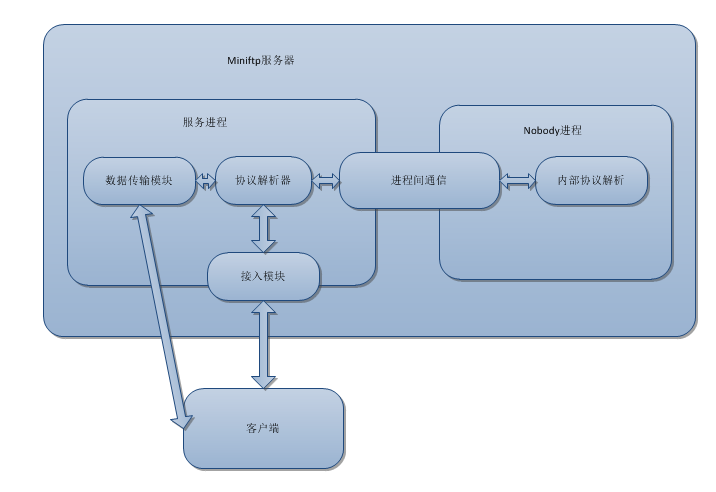 Miniftp服务器
服务进程
Nobody进程
数据传输模块
协议解析器
进程间通信
内部协议解析
接入模块
客户端